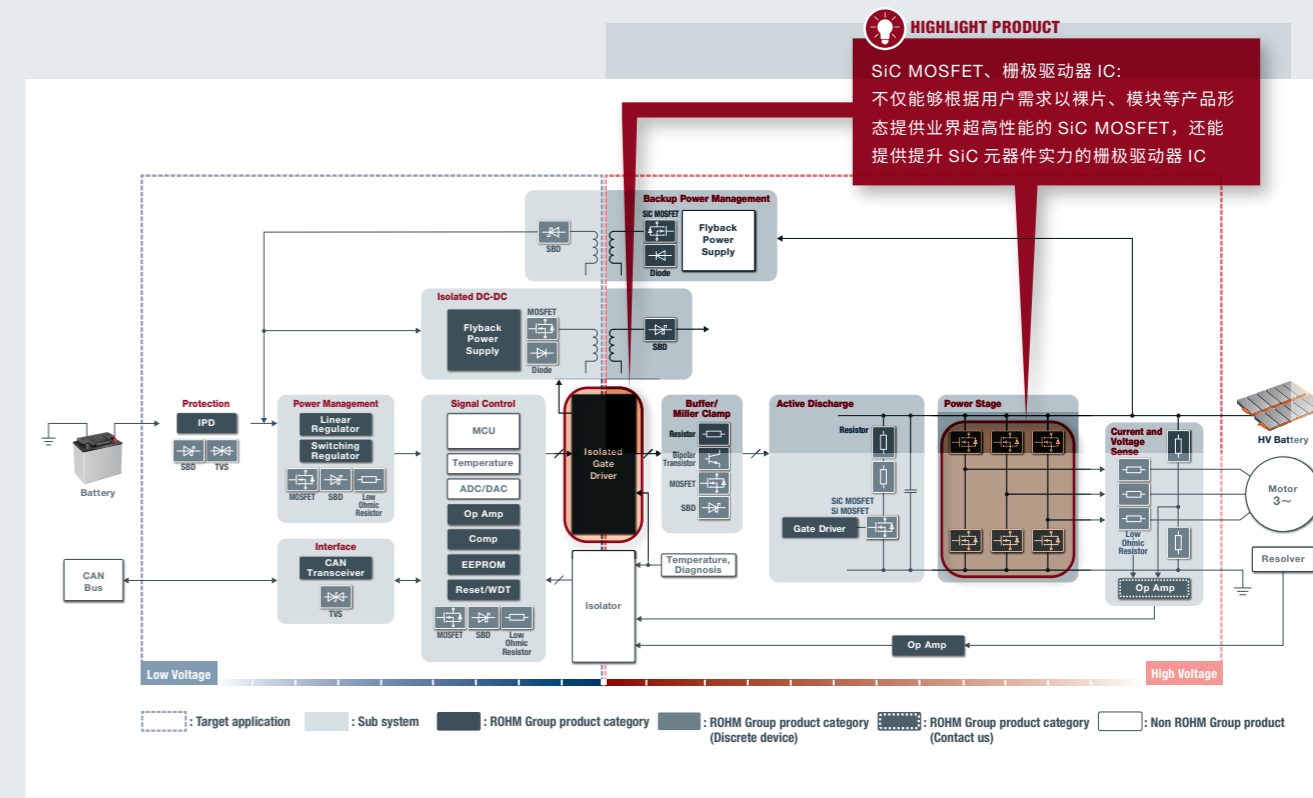 HIGHLIGHT PRODUCT
SiC MOSFET、栅极驱动器 IC:
不仅能够根据用户需求以裸片、模块等产品形
态提供业界超高性能的 SiC MOSFET，还能
提供提升 SiC 元器件实力的栅极驱动器 IC
Backup Power Management
SBD
SiC MOSFET
Diode
Flyback
Power
Supply
Isolated DC-DC
Flyback
Power
Supply
MOSFET
Diode
SBD
Battery
Protection
IPD
SBD
TVS
Power Management
Linear
Regulator
Switching
Regulator
MOSFET
SBD
Low
Ohmic
Resistor
Interface
CAN
Transceiver
TVS
CAN
Bus
Signal Control
MCU
Temperature
ADC/DAC
Op Amp
Comp
EEPROM
Reset/WDT
MOSFET
SBD
Low
Ohmic
Resistor
Isolated
Gate
Driver
Isolator
Buffer/
Miller Clamp
Resistor
Bipolar
Transistor
MOSFET
SBD
Temperature,
Diagnosis
Active Discharge
Resistor
SiC MOSFET
Si MOSFET
Gate Driver
Power Stage
Current and
Voltage
Sense
Low
Ohmic
Resistor
Op Amp
HV Battery
Motor
3～
Resolver
Op Amp
Low Voltage
High Voltage
: Target application
: Sub system
: ROHM Group product category
: ROHM Group product category
(Discrete device)
: ROHM Group product category
(Contact us)
: Non ROHM Group product